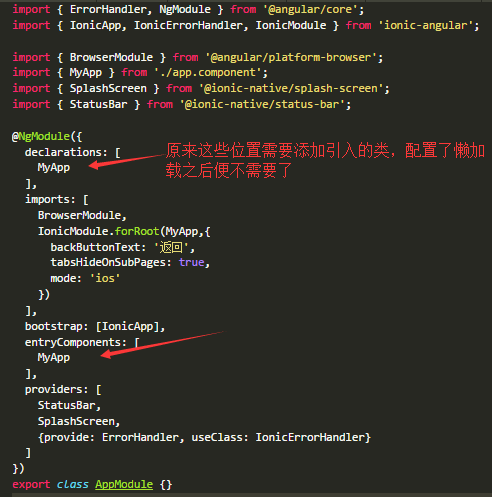 import { ErrorHandler, NgModule } from '@angular/core';
import { IonicApp, IonicErrorHandler, IonicModule } from 'ionic-angular';
import { BrowserModule } from '@angular/platform-browser';
import { MyApp } from './app.component';
import { SplashScreen } from '@ionic-native/splash-screen';
import { StatusBar } from '@ionic-native/status-bar';
@NgModule({
declarations: [
原来这些位置需要添加引入的类，配置了懒加
MyApp
载之后便不需要了
],
imports: [
BrowserModule,
IonicModule.forRoot(MyApp,{
backButtonText: '返回',
tabsHideOnSubPages: true,
mode: 'ios'
})
],
bootstrap: [IonicApp],
entryComponents: [
MyApp
],
providers: [
StatusBar,
SplashScreen,
{provide: ErrorHandler, useClass: IonicErrorHandler}
]
})
export class AppModule {}